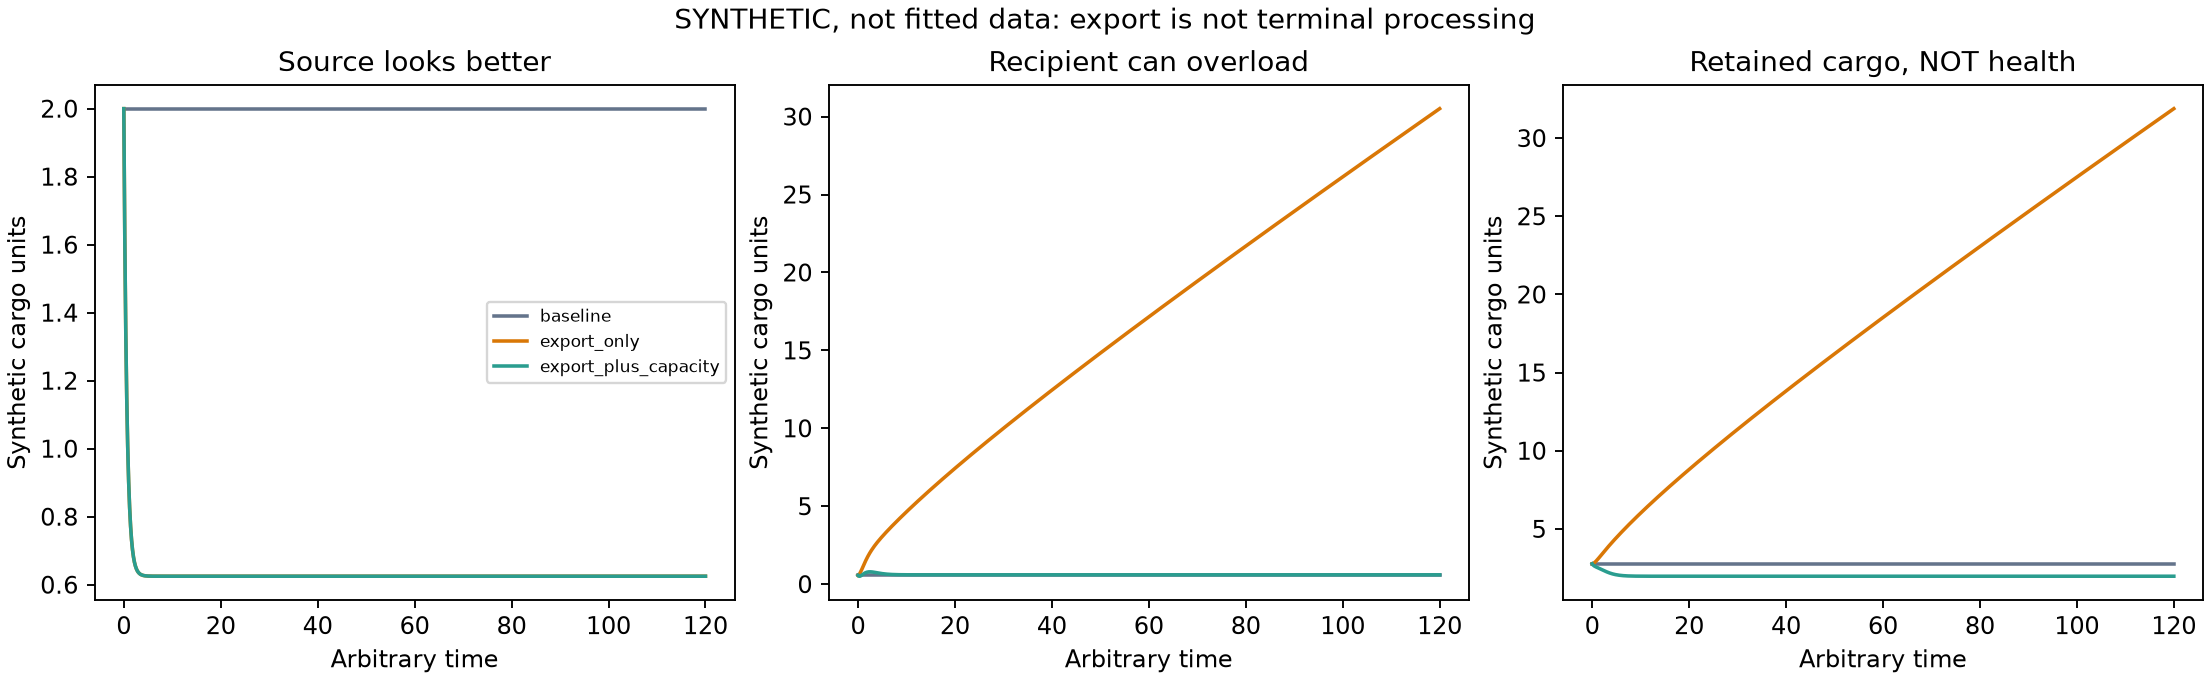 SYNTHETIC, not fitted data: export is not terminal processing
Source looks better
Synthetic cargo units
2.0
1.8
1.6
1.4
1.2
1.0
0.8
0.6
baseline
export_only
export_plus_capacity
0 20 40 60 80 100 120
Arbitrary time
Recipient can overload
Synthetic cargo units
30
25
20
15
10
5
0
0 20 40 60 80 100 120
Arbitrary time
Retained cargo, NOT health
Synthetic cargo units
30
25
20
15
10
5
0 20 40 60 80 100 120
Arbitrary time